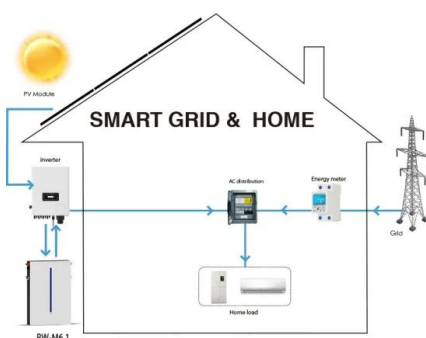 PV Module
SMART GRID & HOME
Inverter
AC distribution
Energy meter
Grid
Home load
RW-M6.1